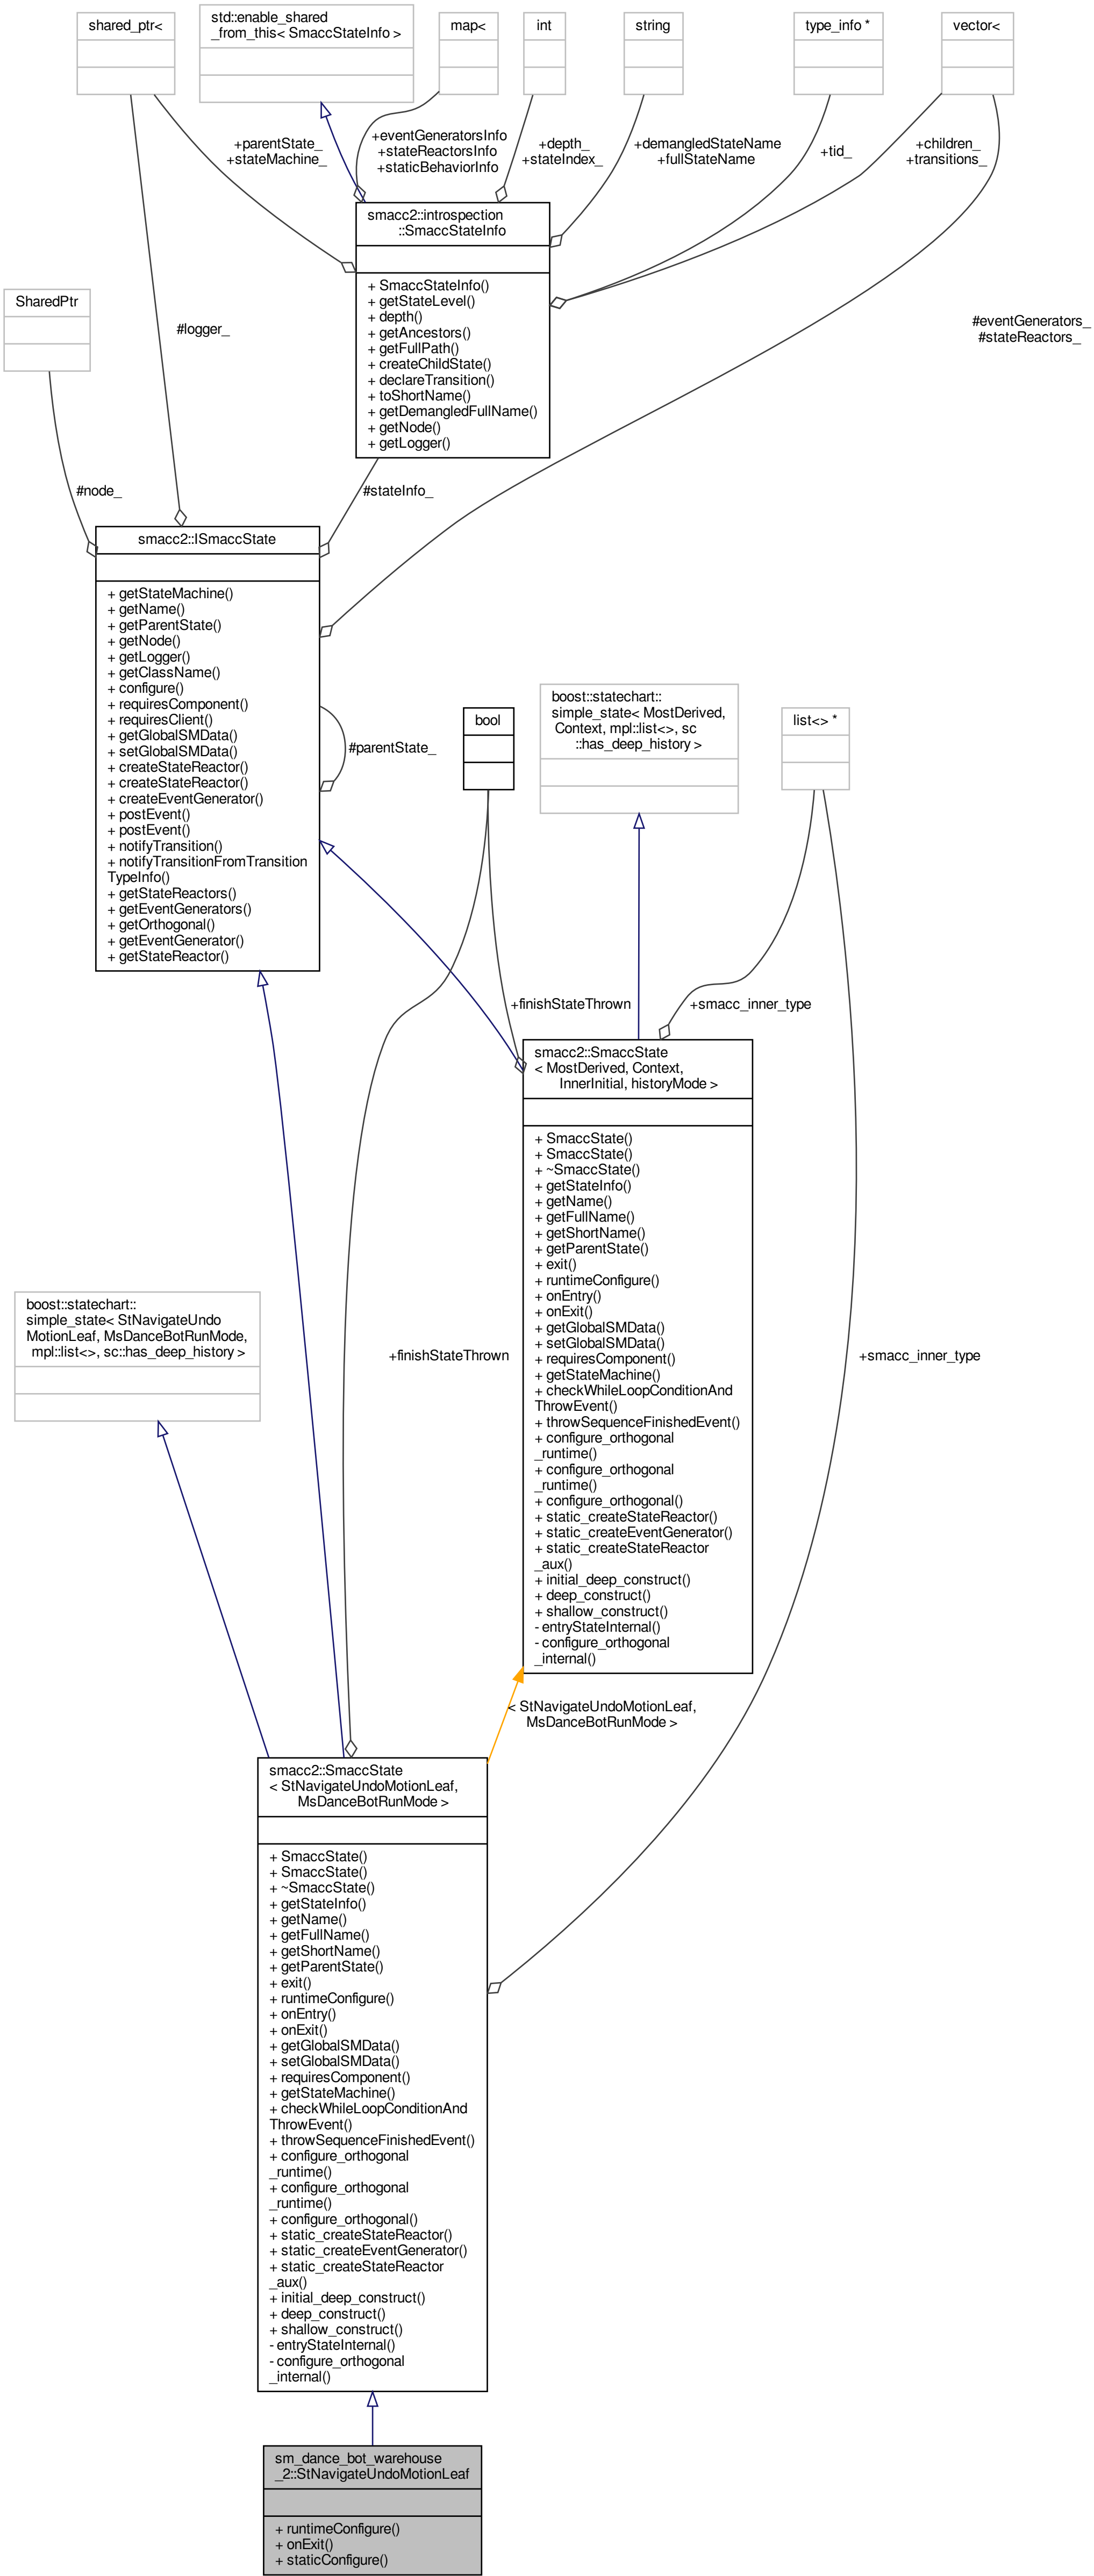 shared_ptr<
std::enable_shared
_from_this< SmaccStateInfo >
map<
int
string
type_info *
vector<
+parentState_
+stateMachine_
+eventGeneratorsInfo
+stateReactorsInfo
+staticBehaviorInfo
+depth_
+stateIndex_
+demangledStateName
+fullStateName
+tid_
+children_
+transitions_
smacc2::introspection
::SmaccStateInfo
+ SmaccStateInfo()
+ getStateLevel()
+ depth()
+ getAncestors()
+ getFullPath()
+ createChildState()
+ declareTransition()
+ toShortName()
+ getDemangledFullName()
+ getNode()
+ getLogger()
SharedPtr
#logger_
#eventGenerators_
#stateReactors_
#node_
#stateInfo_
smacc2::ISmaccState
+ getStateMachine()
+ getName()
+ getParentState()
+ getNode()
+ getLogger()
+ getClassName()
+ configure()
+ requiresComponent()
+ requiresClient()
+ getGlobalSMData()
+ setGlobalSMData()
+ createStateReactor()
+ createStateReactor()
+ createEventGenerator()
+ postEvent()
+ postEvent()
+ notifyTransition()
+ notifyTransitionFromTransition
TypeInfo()
+ getStateReactors()
+ getEventGenerators()
+ getOrthogonal()
+ getEventGenerator()
+ getStateReactor()
#parentState_
bool
boost::statechart::
simple_state< MostDerived,
Context, mpl::list<>, sc
::has_deep_history >
list<> *
+finishStateThrown
+smacc_inner_type
smacc2::SmaccState
< MostDerived, Context,
InnerInitial, historyMode >
+ SmaccState()
+ SmaccState()
+ ~SmaccState()
+ getStateInfo()
+ getName()
+ getFullName()
+ getShortName()
+ getParentState()
+ exit()
+ runtimeConfigure()
+ onEntry()
+ onExit()
+ getGlobalSMData()
+ setGlobalSMData()
+ requiresComponent()
+ getStateMachine()
+ checkWhileLoopConditionAnd
ThrowEvent()
+ throwSequenceFinishedEvent()
+ configure_orthogonal
_runtime()
+ configure_orthogonal
_runtime()
+ configure_orthogonal()
+ static_createStateReactor()
+ static_createEventGenerator()
+ static_createStateReactor
_aux()
+ initial_deep_construct()
+ deep_construct()
+ shallow_construct()
- entryStateInternal()
- configure_orthogonal
_internal()
boost::statechart::
simple_state< StNavigateUndo
MotionLeaf, MsDanceBotRunMode,
mpl::list<>, sc::has_deep_history >
+finishStateThrown
+smacc_inner_type
< StNavigateUndoMotionLeaf,
MsDanceBotRunMode >
smacc2::SmaccState
< StNavigateUndoMotionLeaf,
MsDanceBotRunMode >
+ SmaccState()
+ SmaccState()
+ ~SmaccState()
+ getStateInfo()
+ getName()
+ getFullName()
+ getShortName()
+ getParentState()
+ exit()
+ runtimeConfigure()
+ onEntry()
+ onExit()
+ getGlobalSMData()
+ setGlobalSMData()
+ requiresComponent()
+ getStateMachine()
+ checkWhileLoopConditionAnd
ThrowEvent()
+ throwSequenceFinishedEvent()
+ configure_orthogonal
_runtime()
+ configure_orthogonal
_runtime()
+ configure_orthogonal()
+ static_createStateReactor()
+ static_createEventGenerator()
+ static_createStateReactor
_aux()
+ initial_deep_construct()
+ deep_construct()
+ shallow_construct()
- entryStateInternal()
- configure_orthogonal
_internal()
sm_dance_bot_warehouse
_2::StNavigateUndoMotionLeaf
+ runtimeConfigure()
+ onExit()
+ staticConfigure()